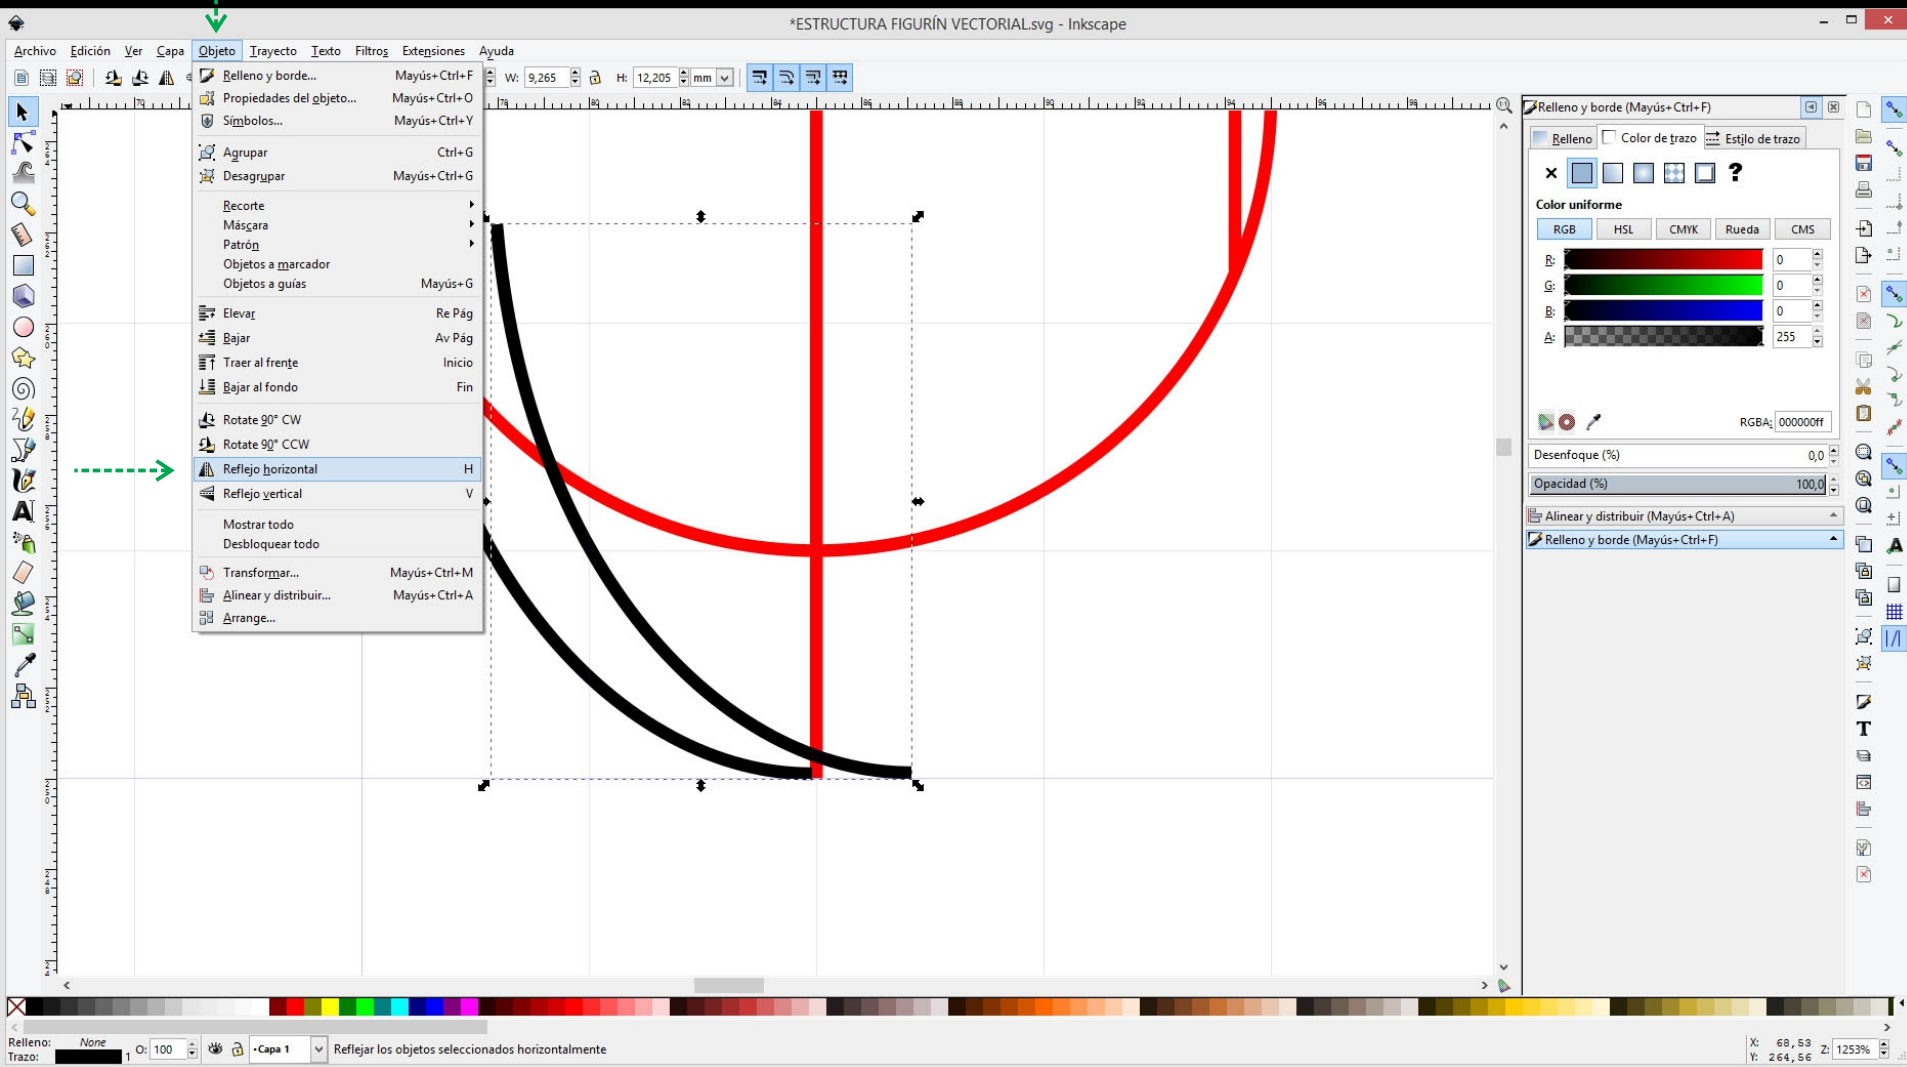 *ESTRUCTURA FIGURÍN VECTORIAL.svg - Inkscape
Archivo Edición Ver Capa Objeto Trayecto Texto Filtros Extensiones Ayuda
W: 9,265 H: 12,205 mm
Relleno y borde... Mayús+Ctrl+F
Propiedades del objeto... Mayús+Ctrl+O
Símbolos... Mayús+Ctrl+Y
Agrupar Ctrl+G
Desagrupar Mayús+Ctrl+G
Recorte
Máscara
Patrón
Objetos a marcador
Objetos a guías Mayús+G
Elevar Re Pág
Bajar Av Pág
Traer al frente Inicio
Bajar al fondo Fin
Rotate 90° CW
Rotate 90° CCW
Reflejo horizontal H
Reflejo vertical V
Mostrar todo
Desbloquear todo
Transformar... Mayús+Ctrl+M
Alinear y distribuir... Mayús+Ctrl+A
Arrange...
Relleno y borde (Mayús+Ctrl+F)
Relleno Color de trazo Estilo de trazo
?
Color uniforme
RGB HSL CMYK Rueda CMS
R: 0
G: 0
B: 0
A: 255
RGBA: 000000ff
Desenfoque (%) 0,0
Opacidad (%) 100,0
Alinear y distribuir (Mayús+Ctrl+A)
Relleno y borde (Mayús+Ctrl+F)
Relleno: None
Trazo: 1 O: 100 •Capa 1 Reflejar los objetos seleccionados horizontalmente
X: 68,53
Y: 264,56 Z: 1253%